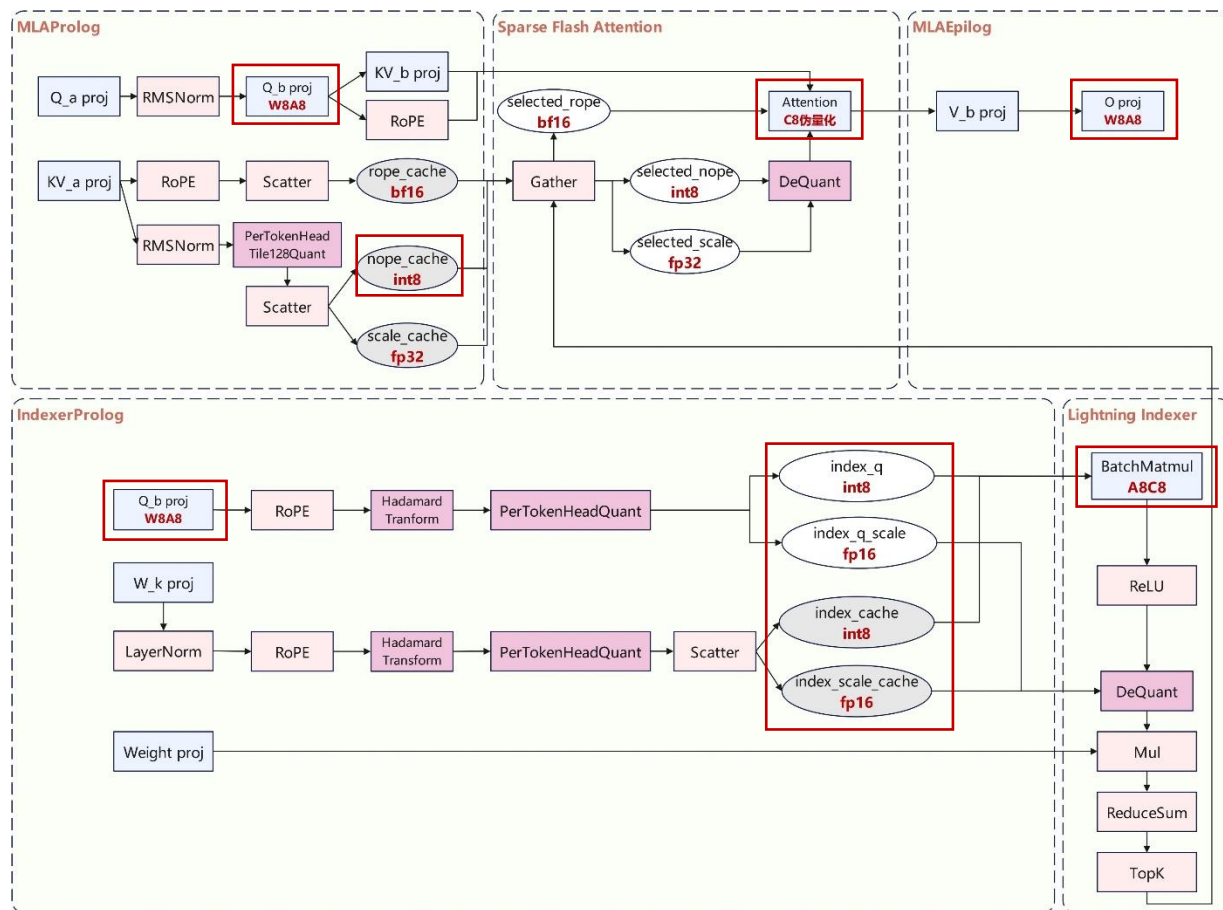 MLAProlog
Q_a proj
RMSNorm
Q_b proj
W8A8
KV_b proj
RoPE
KV_a proj
RoPE
Scatter
rope_cache
bf16
RMSNorm
PerTokenHead
Tile128Quant
Scatter
nope_cache
int8
scale_cache
fp32
Sparse Flash Attention
selected_rope
bf16
Attention
C8伪量化
Gather
selected_nope
int8
DeQuant
selected_scale
fp32
MLAEpilog
V_b proj
O proj
W8A8
IndexerProlog
Q_b proj
W8A8
RoPE
Hadamard
Tranform
PerTokenHeadQuant
index_q
int8
index_q_scale
fp16
W_k proj
LayerNorm
RoPE
Hadamard
Transform
PerTokenHeadQuant
Scatter
index_cache
int8
index_scale_cache
fp16
Weight proj
Lightning Indexer
BatchMatmul
A8C8
ReLU
DeQuant
Mul
ReduceSum
TopK